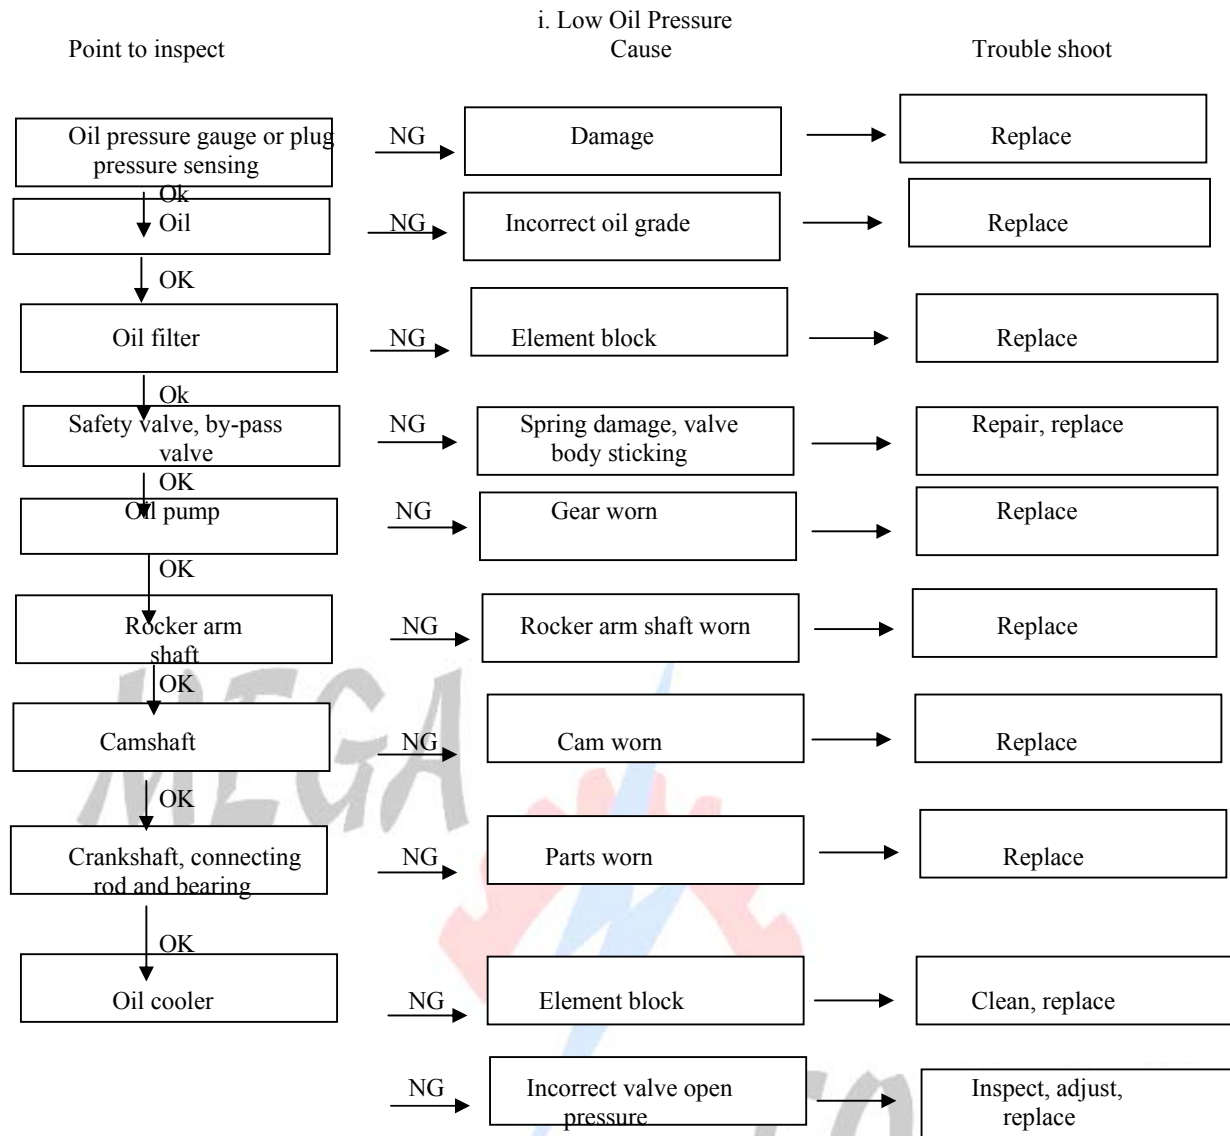 i. Low Oil Pressure
Point to inspect Cause Trouble shoot
Oil pressure gauge or plug
pressure sensing
NG
Damage
Replace
Ok
Oil
NG
Incorrect oil grade
Replace
OK
Oil filter
NG
Element block
Replace
Ok
Safety valve, by-pass
valve
NG
Spring damage, valve
body sticking
Repair, replace
OK
Oil pump
NG
Gear worn
Replace
OK
Rocker arm
shaft
NG
Rocker arm shaft worn
Replace
OK
Camshaft
NG
Cam worn
Replace
OK
Crankshaft, connecting
rod and bearing
NG
Parts worn
Replace
OK
Oil cooler
NG
Element block
Clean, replace
NG
Incorrect valve open
pressure
Inspect, adjust,
replace
MEGA